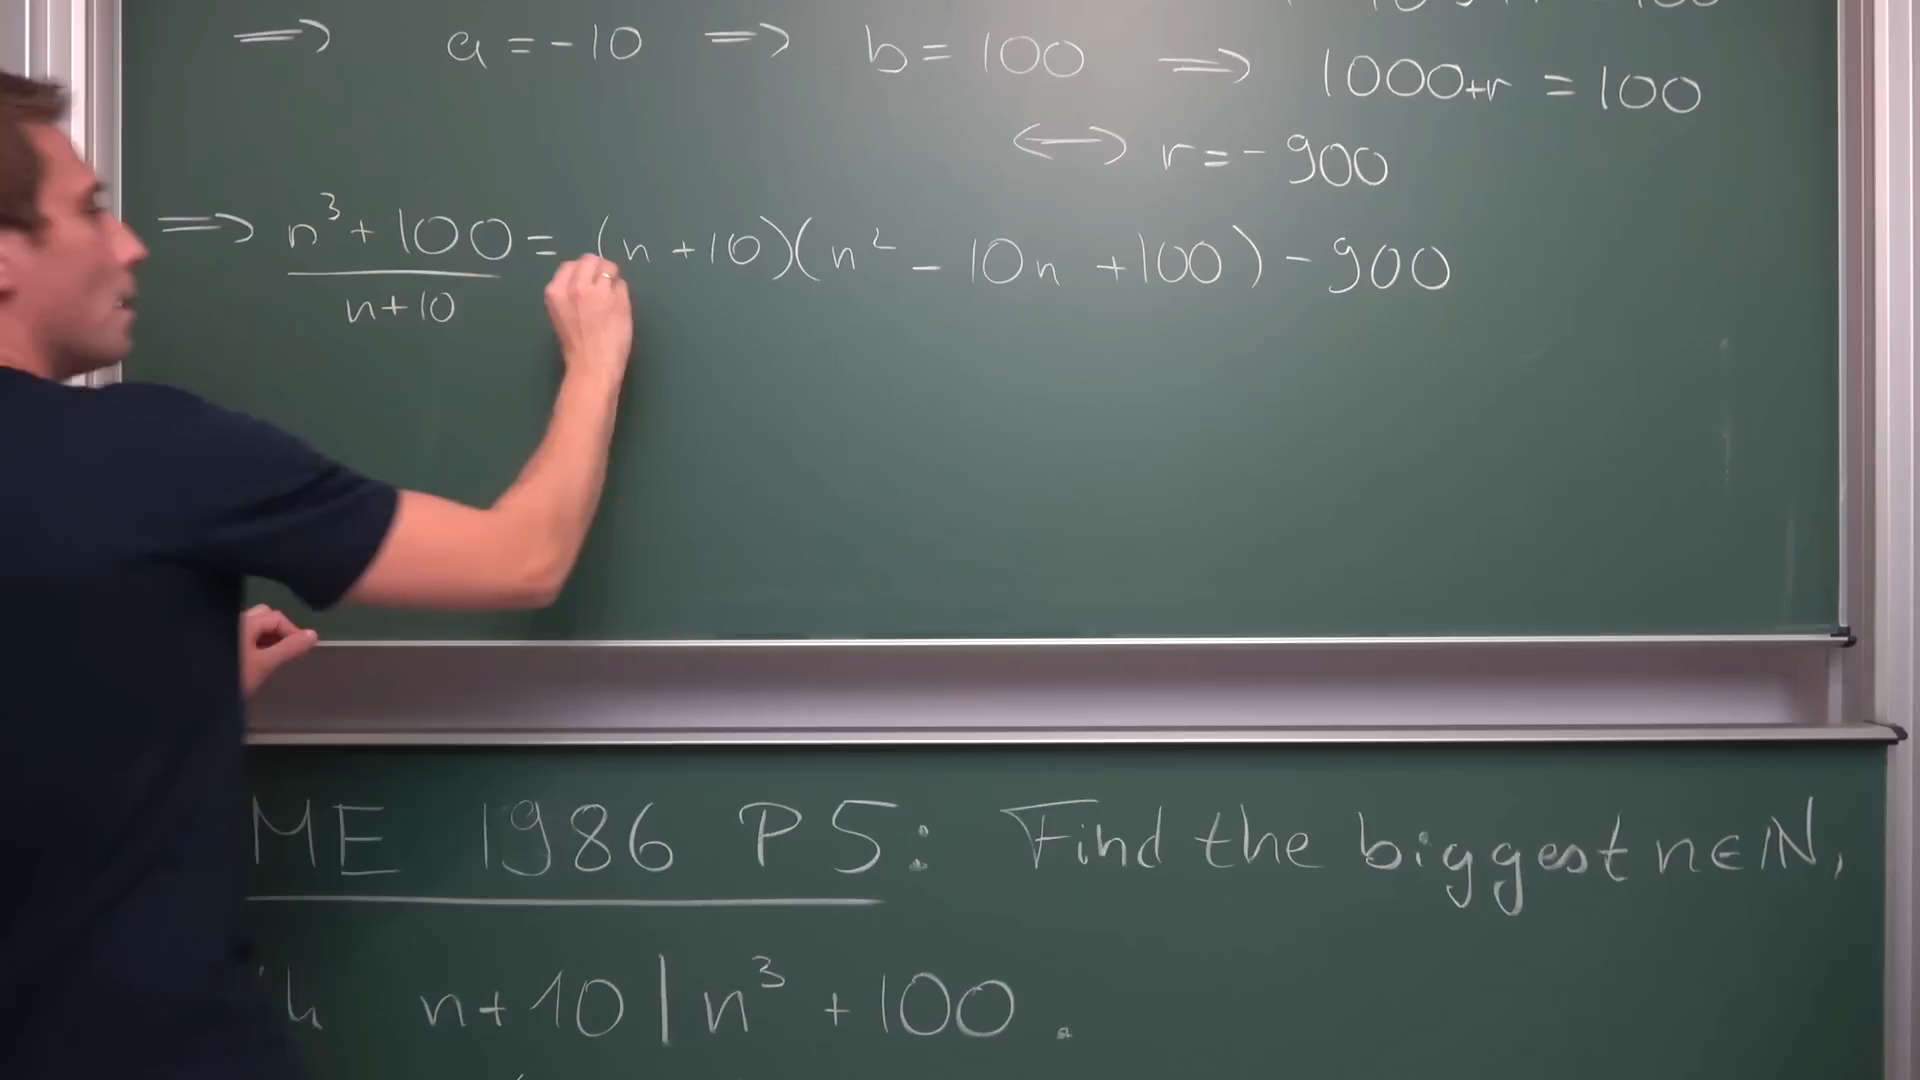 ⟹ a = -10 ⟹ b = 100 ⟹ 1000+r = 100
⟺ r = -900
⟹ n³ + 100 = (n + 10)(n² - 10n + 100) - 900
n+10
ME 1986 P5: Find the biggest n∈ℕ,
n+10 | n³ + 100 .